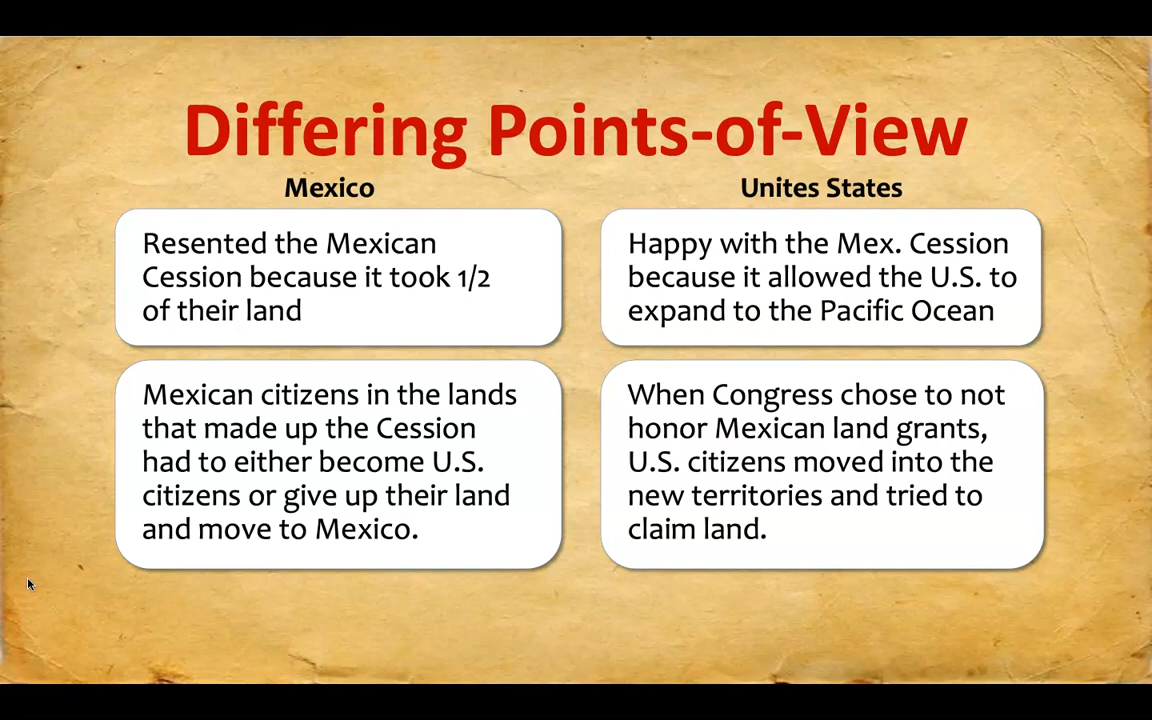 Differing Points-of-View
Mexico
Unites States
Resented the Mexican
Cession because it took 1/2
of their land
Happy with the Mex. Cession
because it allowed the U.S. to
expand to the Pacific Ocean
Mexican citizens in the lands
that made up the Cession
had to either become U.S.
citizens or give up their land
and move to Mexico.
When Congress chose to not
honor Mexican land grants,
U.S. citizens moved into the
new territories and tried to
claim land.